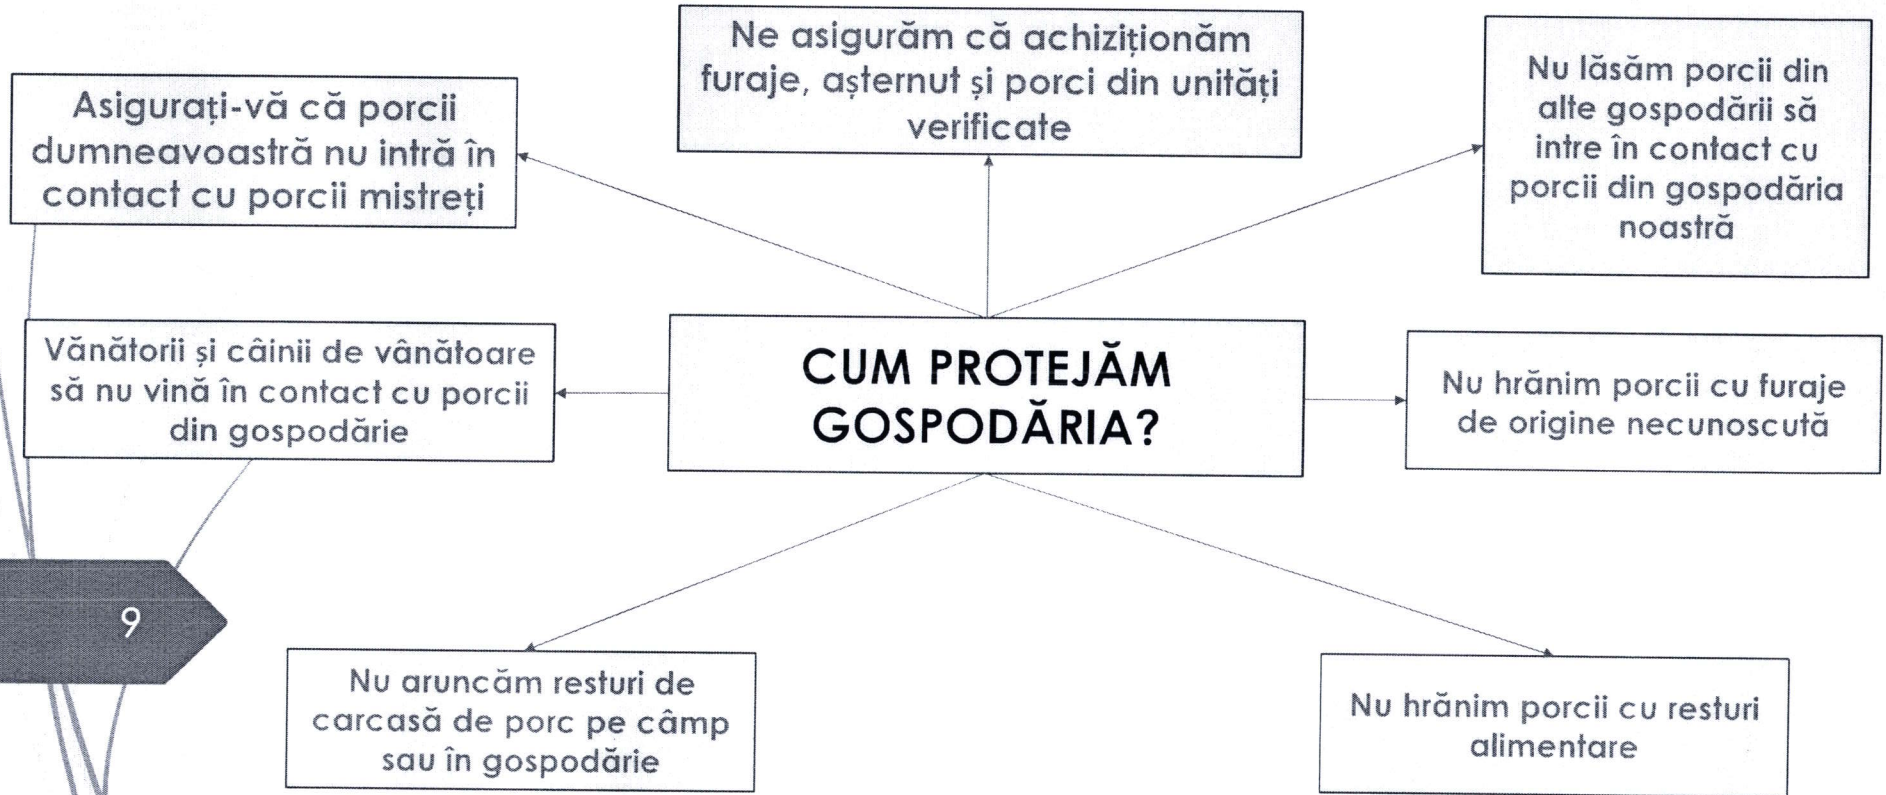 Ne asigurăm că achiziționăm
furaje, așternut și porci din unități
verificate
Asigurați-vă că porcii
dumneavoastră nu intră în
contact cu porcii mistreți
Nu lăsăm porcii din
alte gospodării să
intre în contact cu
porcii din gospodăria
noastră
Vănătorii și câinii de vânătoare
să nu vină în contact cu porcii
din gospodărie
CUM PROTEJĂM
GOSPODĂRIA?
Nu hrănim porcii cu furaje
de origine necunoscută
9
Nu aruncăm resturi de
carcasă de porc pe câmp
sau în gospodărie
Nu hrănim porcii cu resturi
alimentare